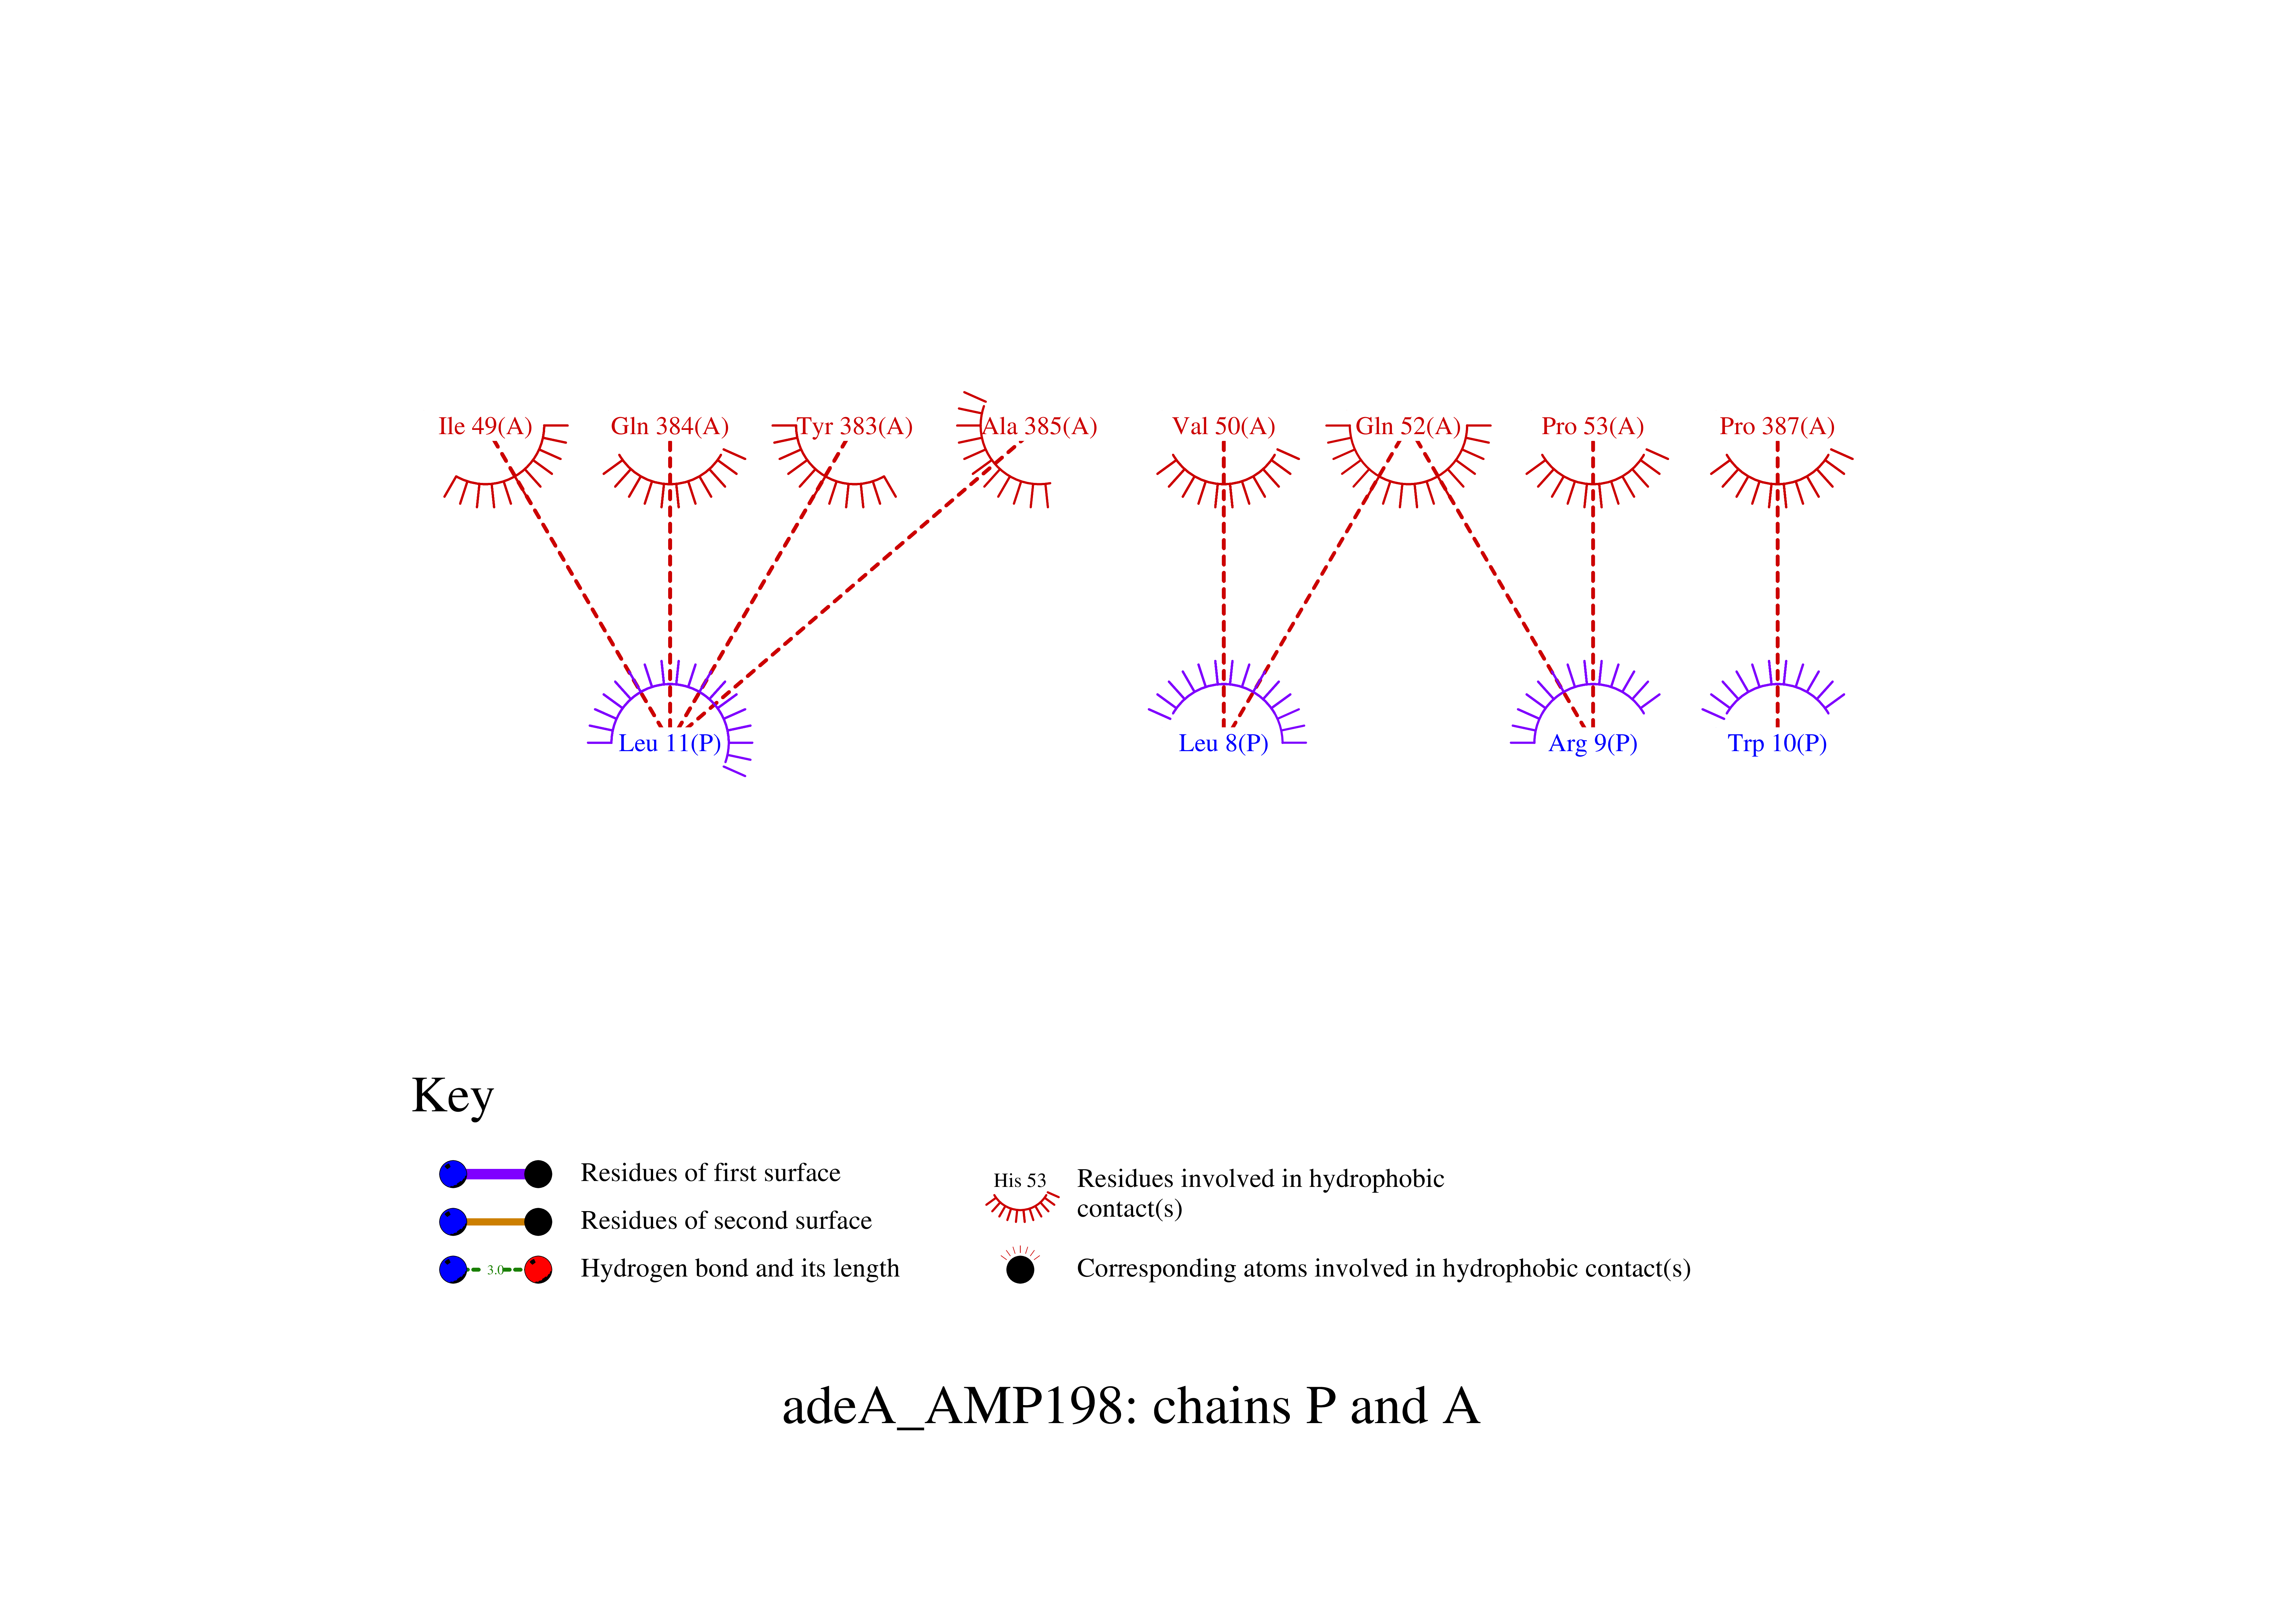 Ile 49(A) Gln 384(A) Tyr 383(A) Ala 385(A) Val 50(A) Gln 52(A) Pro 53(A) Pro 387(A)
Leu 11(P) Leu 8(P) Arg 9(P) Trp 10(P)
Key
Residues of first surface
Residues of second surface
3.0 Hydrogen bond and its length
His 53 Residues involved in hydrophobic
contact(s)
Corresponding atoms involved in hydrophobic contact(s)
adeA_AMP198: chains P and A